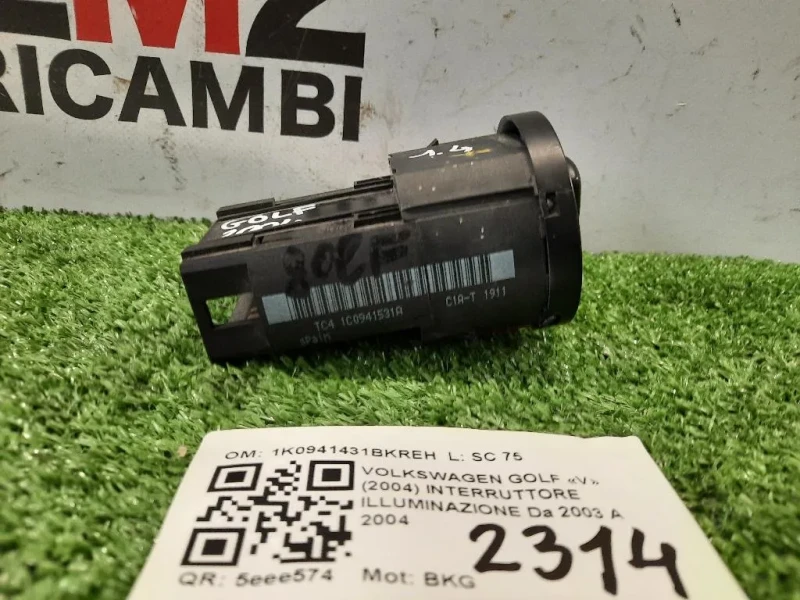 RICAMBI
GOLF
2004
GOLF
TC4 1C0941531A
C1A-T 1911
SPAIN
OM: 1K0941431BKREH L: SC 75
VOLKSWAGEN GOLF «V»
(2004) INTERRUTTORE
ILLUMINAZIONE Da 2003 A
2004
2314
QR: 5eee574 Mot: BKG